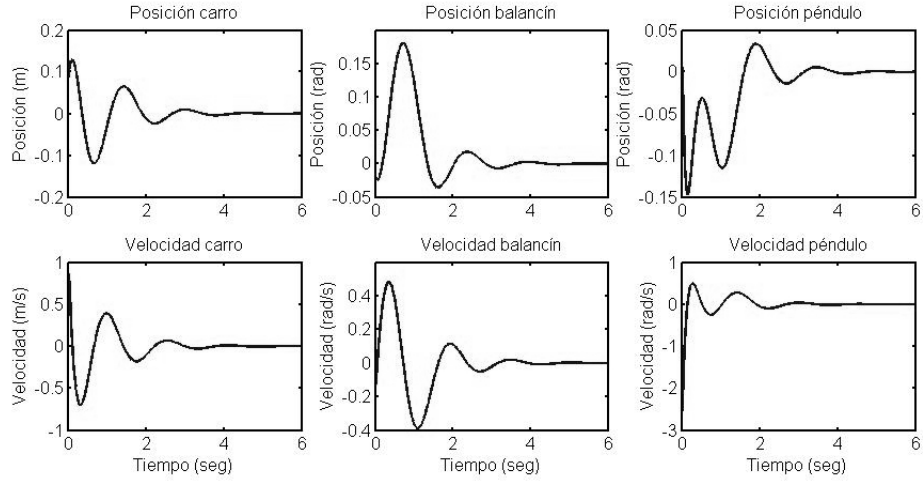 Posición carro
Posición balancín
Posición péndulo
Posición (m)
0.2
0.1
0
-0.1
-0.2
0 2 4 6
Posición (rad)
0.15
0.1
0.05
0
0.05
0 2 4 6
Posición (rad)
0.05
0
-0.05
-0.1
-0.15
0 2 4 6
Velocidad carro
Velocidad balancín
Velocidad péndulo
Velocidad (m/s)
1
0.5
0
-0.5
-1
0 2 4 6
Tiempo (seg)
Velocidad (rad/s)
0.4
0.2
0
-0.2
0.4
0 2 4 6
Tiempo (seg)
Velocidad (rad/s)
1
0
-1
-2
-3
0 2 4 6
Tiempo (seg)